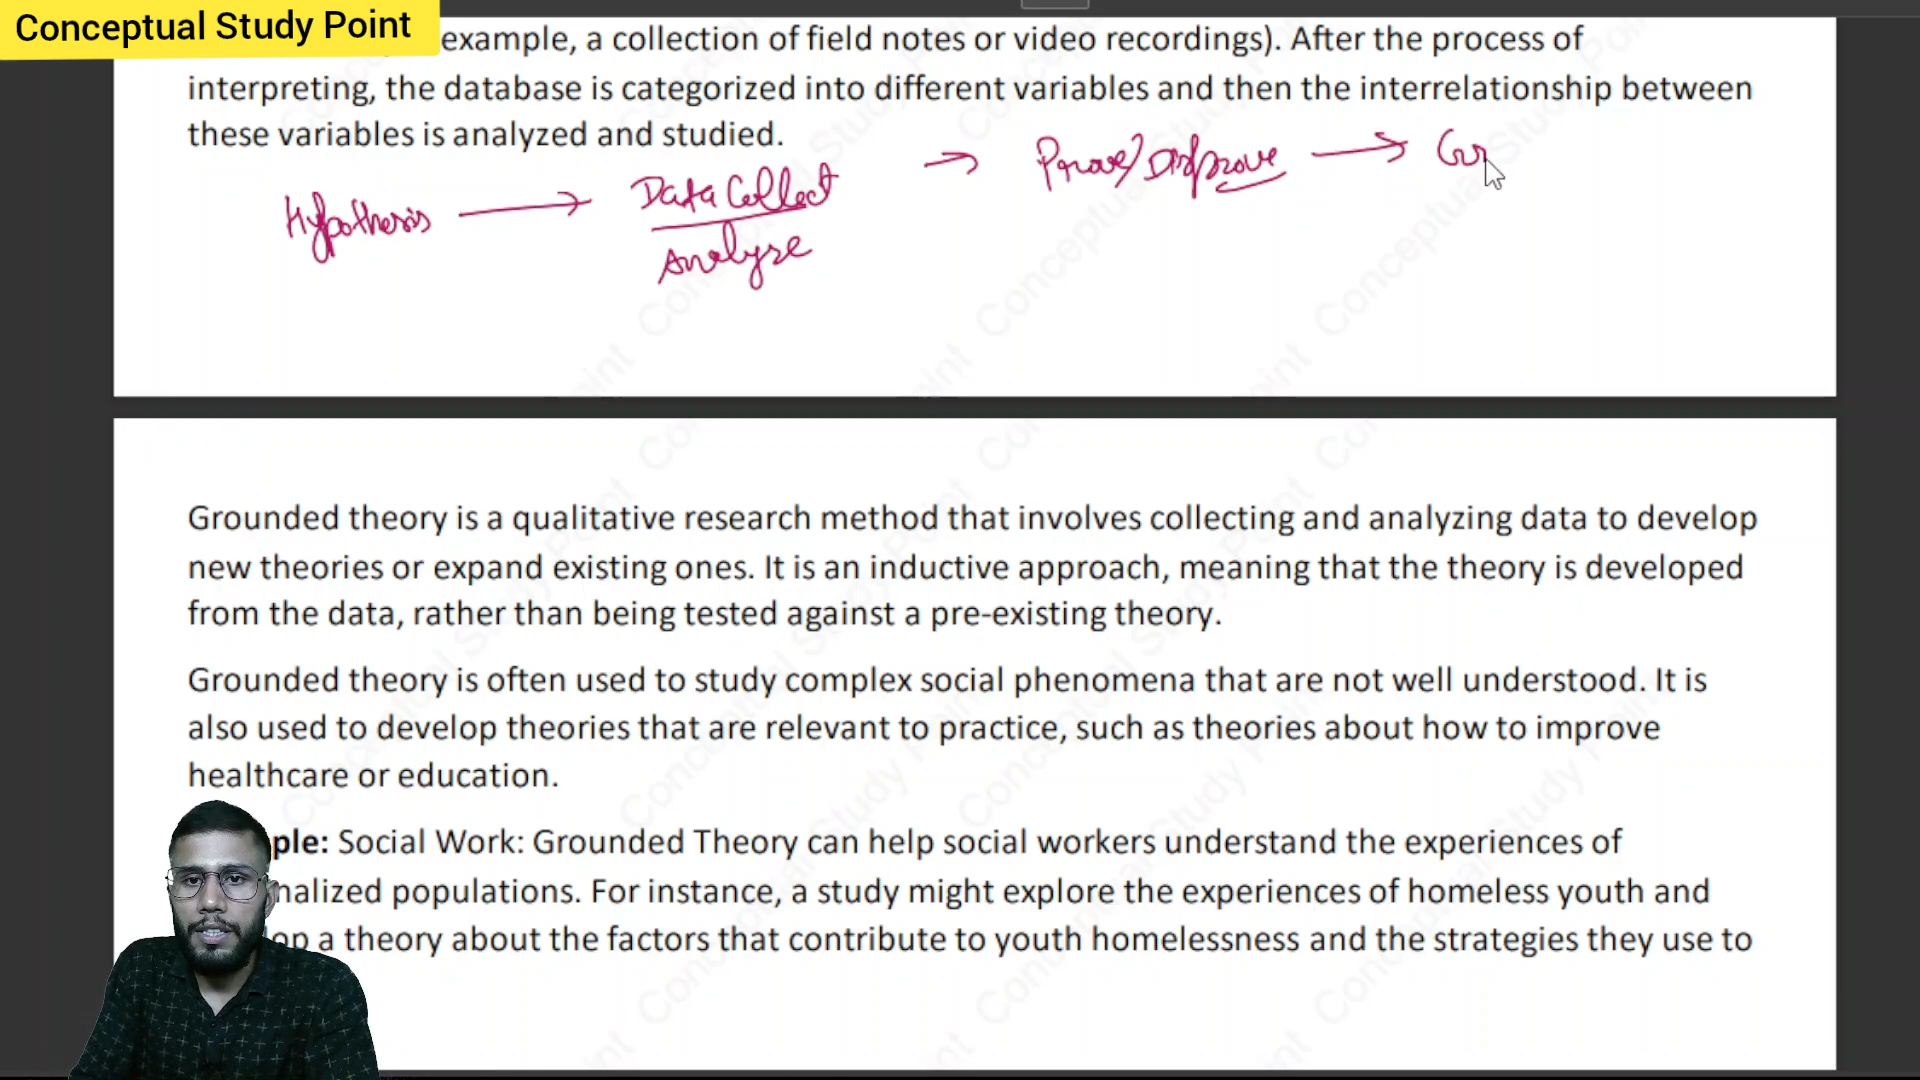 Conceptual Study Point
example, a collection of field notes or video recordings). After the process of
interpreting, the database is categorized into different variables and then the interrelationship between
these variables is analyzed and studied.
Hypothesis → Data Collect → Prove/Disprove →
Analyze
Grounded theory is a qualitative research method that involves collecting and analyzing data to develop
new theories or expand existing ones. It is an inductive approach, meaning that the theory is developed
from the data, rather than being tested against a pre-existing theory.
Grounded theory is often used to study complex social phenomena that are not well understood. It is
also used to develop theories that are relevant to practice, such as theories about how to improve
healthcare or education.
ple: Social Work: Grounded Theory can help social workers understand the experiences of
nalized populations. For instance, a study might explore the experiences of homeless youth and
op a theory about the factors that contribute to youth homelessness and the strategies they use to